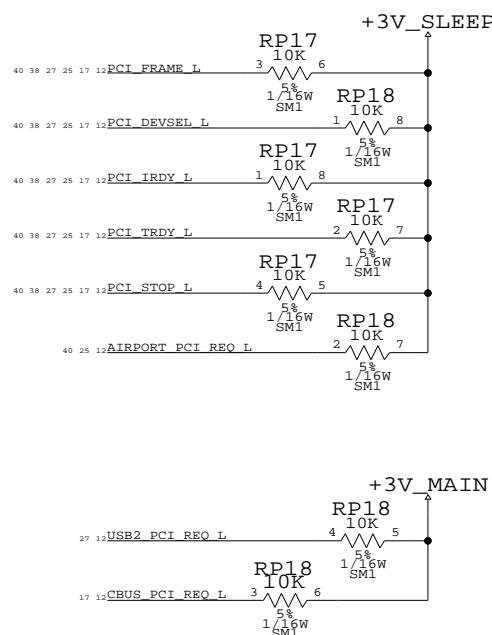 +3V_SLEEP
RP17
10K
40 38 27 25 17 12 PCI_FRAME_L 3 6
5%
1/16W
SM1
RP18
10K
40 38 27 25 17 12 PCI_DEVSEL_L 1 8
5%
1/16W
SM1
RP17
10K
40 38 27 25 17 12 PCI_IRDY_L 1 8
5%
1/16W
SM1
RP17
10K
40 38 27 25 17 12 PCI_TRDY_L 2 7
5%
1/16W
SM1
RP17
10K
40 38 27 25 17 12 PCI_STOP_L 4 5
5%
1/16W
SM1
RP18
10K
40 25 12 AIRPORT_PCI_REQ_L 2 7
5%
1/16W
SM1
+3V_MAIN
RP18
10K
27 12 USB2_PCI_REQ_L 4 5
5%
1/16W
SM1
RP18
10K
17 12 CBUS_PCI_REQ_L 3 6
5%
1/16W
SM1